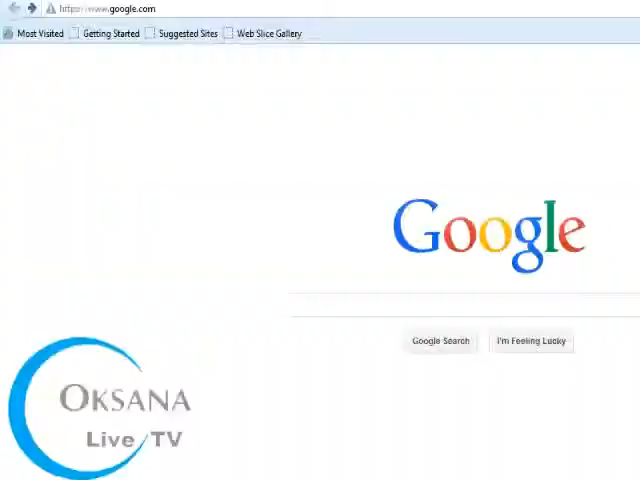 https://www.google.com
Most Visited Getting Started Suggested Sites Web Slice Gallery
Google
Google Search I'm Feeling Lucky
OKSANA
Live TV